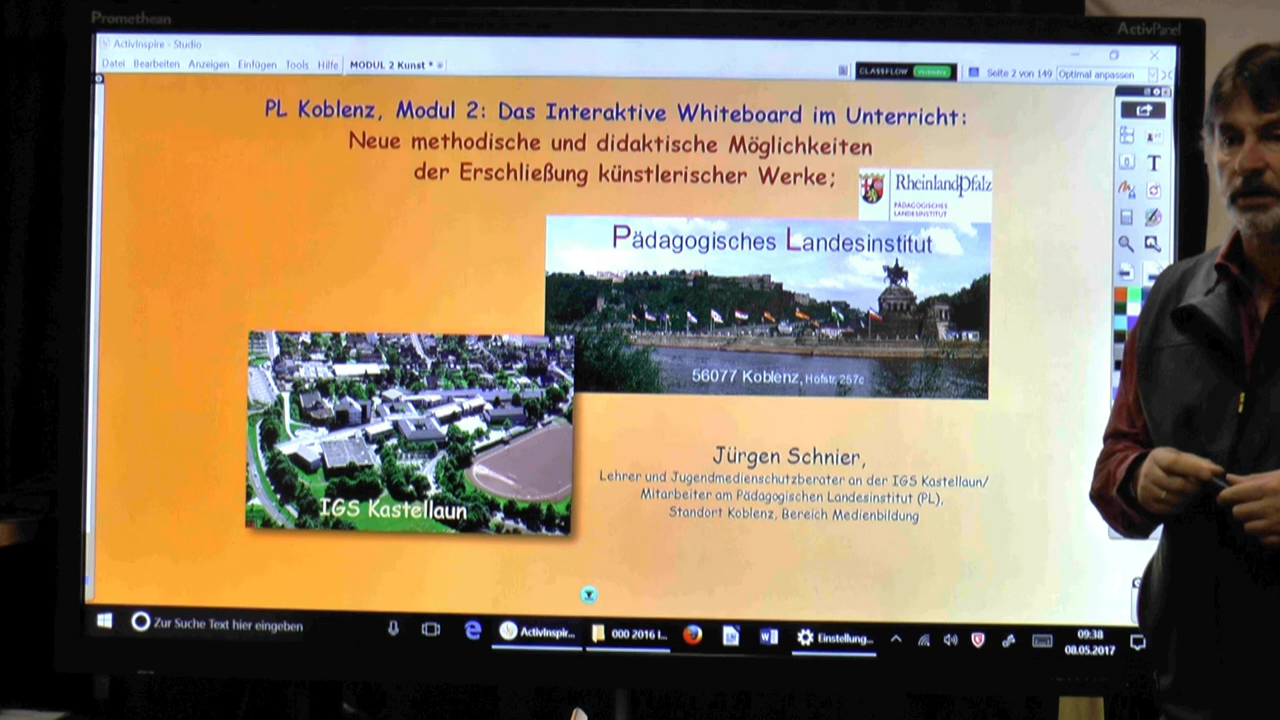 Promethean
ActivPanel
ActivInspire - Studio
Datei Bearbeiten Anzeigen Einfügen Tools Hilfe MODUL 2 Kunst *
CLASSFLOW
Seite 2 von 149 Optimal anpassen
PL Koblenz, Modul 2: Das Interaktive Whiteboard im Unterricht:
Neue methodische und didaktische Möglichkeiten
der Erschließung künstlerischer Werke;
RheinlandPfalz
PÄDAGOGISCHES
LANDESINSTITUT
Pädagogisches Landesinstitut
56077 Koblenz, Hofstr. 257c
IGS Kastellaun
Jürgen Schnier,
Lehrer und Jugendmedienschutzberater an der IGS Kastellaun/
Mitarbeiter am Pädagogischen Landesinstitut (PL),
Standort Koblenz, Bereich Medienbildung
Zur Suche Text hier eingeben
ActivInspir...
000 2016 I...
Einstellung...
09:38
08.05.2017